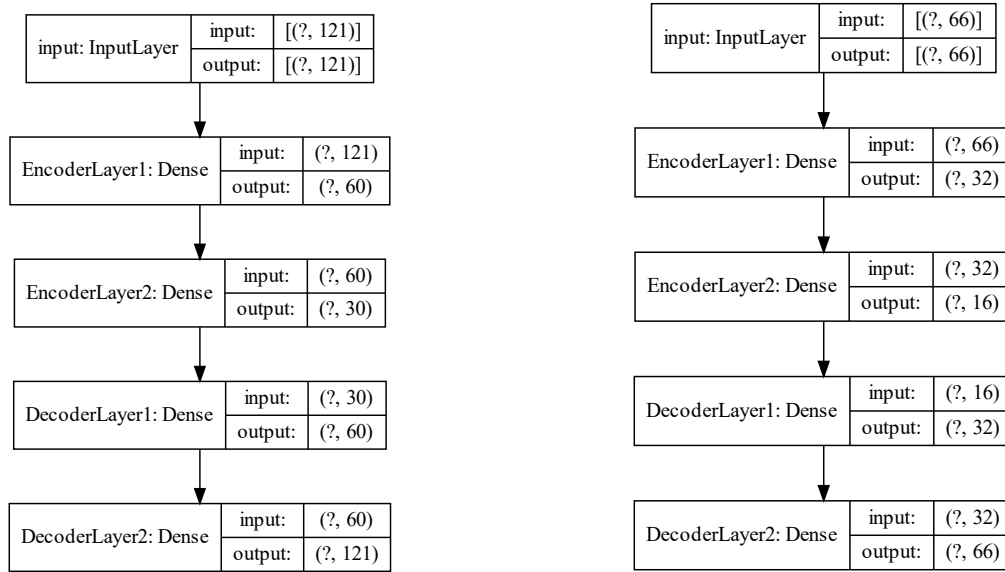 input: InputLayer
input: [(?, 121)]
output: [(?, 121)]
EncoderLayer1: Dense
input: (?, 121)
output: (?, 60)
EncoderLayer2: Dense
input: (?, 60)
output: (?, 30)
DecoderLayer1: Dense
input: (?, 30)
output: (?, 60)
DecoderLayer2: Dense
input: (?, 60)
output: (?, 121)
input: InputLayer
input: [(?, 66)]
output: [(?, 66)]
EncoderLayer1: Dense
input: (?, 66)
output: (?, 32)
EncoderLayer2: Dense
input: (?, 32)
output: (?, 16)
DecoderLayer1: Dense
input: (?, 16)
output: (?, 32)
DecoderLayer2: Dense
input: (?, 32)
output: (?, 66)